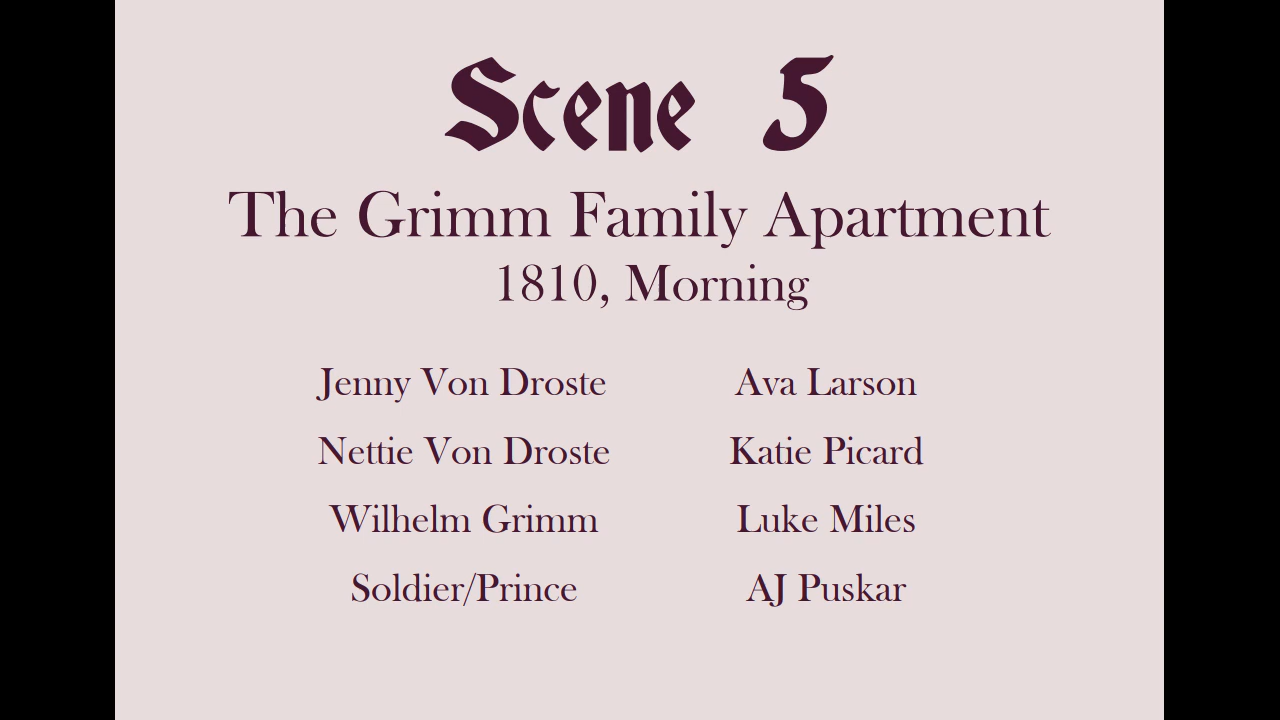 Scene 5
The Grimm Family Apartment
1810, Morning
Jenny Von Droste Ava Larson
Nettie Von Droste Katie Picard
Wilhelm Grimm Luke Miles
Soldier/Prince AJ Puskar